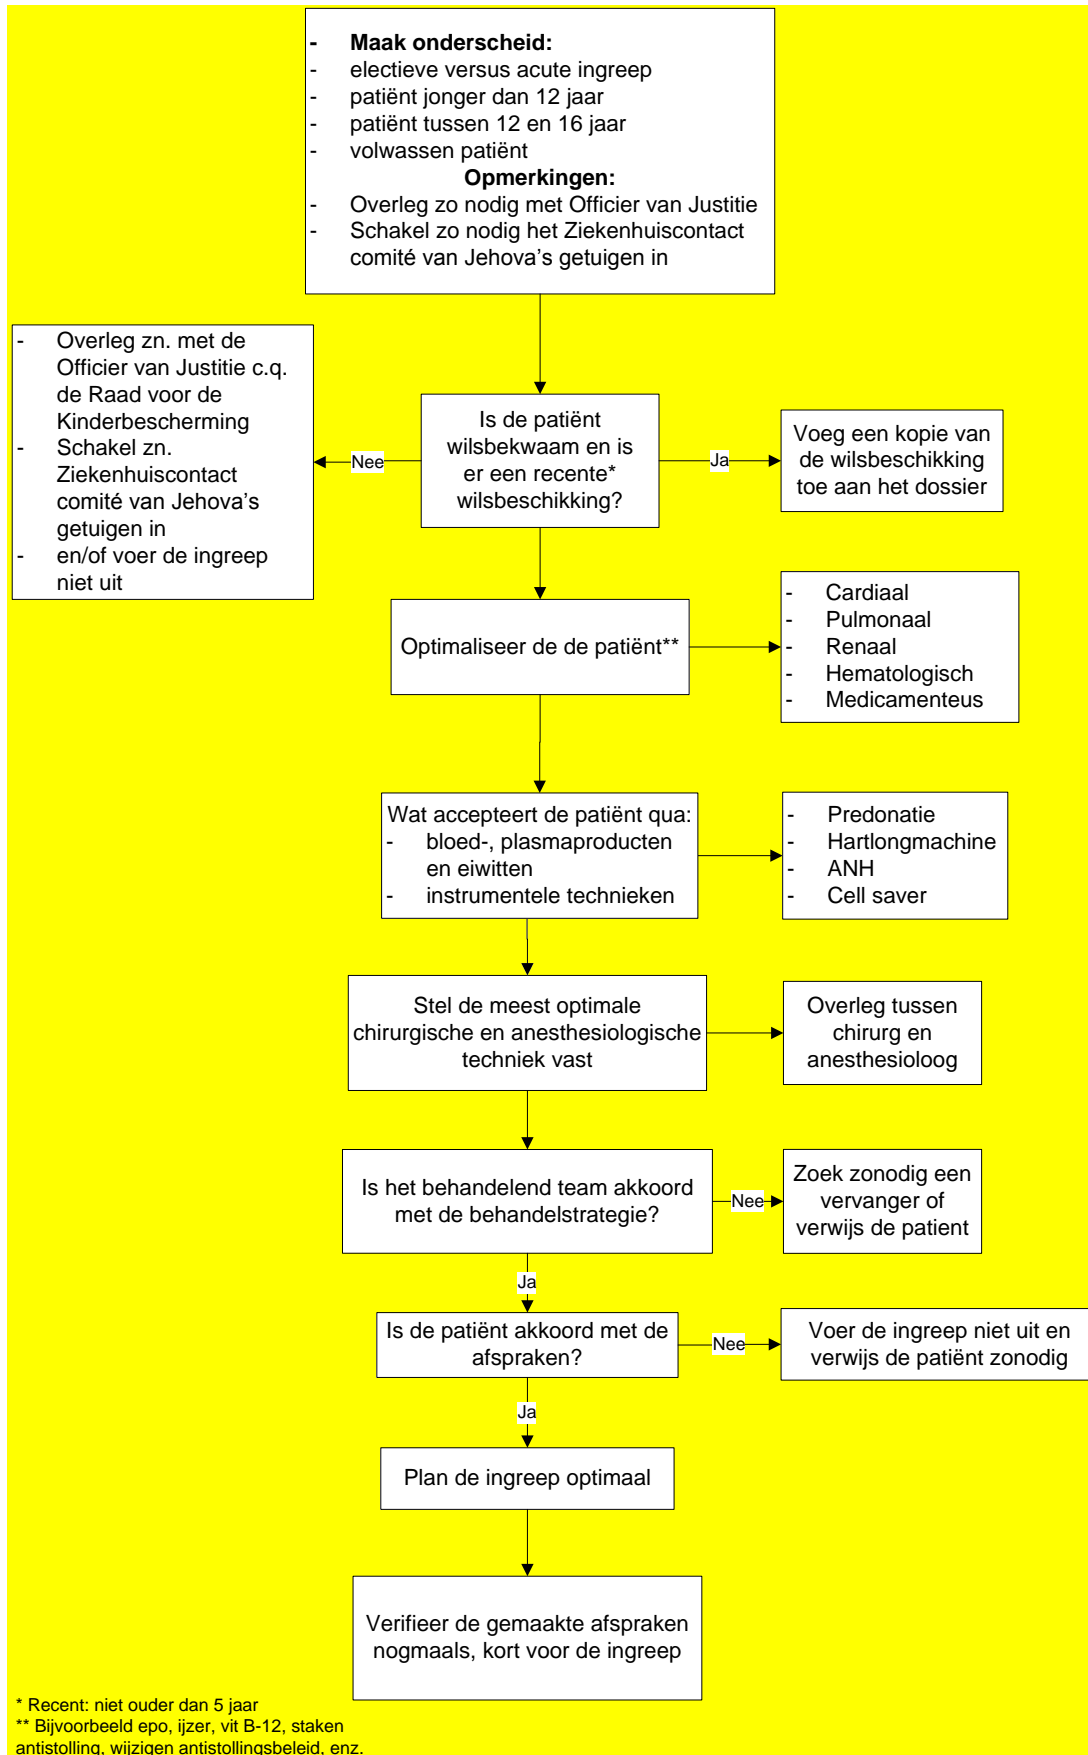 - Maak onderscheid:
- electieve versus acute ingreep
- patiënt jonger dan 12 jaar
- patiënt tussen 12 en 16 jaar
- volwassen patiënt
Opmerkingen:
- Overleg zo nodig met Officier van Justitie
- Schakel zo nodig het Ziekenhuiscontact
comité van Jehova's getuigen in
- Overleg zn. met de
Officier van Justitie c.q.
de Raad voor de
Kinderbescherming
- Schakel zn.
Ziekenhuiscontact
comité van Jehova's
getuigen in
- en/of voer de ingreep
niet uit
Nee
Is de patiënt
wilsbekwaam en is
er een recente*
wilsbeschikking?
Ja
Voeg een kopie van
de wilsbeschikking
toe aan het dossier
Optimaliseer de de patiënt**
- Cardiaal
- Pulmonaal
- Renaal
- Hematologisch
- Medicamenteus
Wat accepteert de patiënt qua:
- bloed-, plasmaproducten
en eiwitten
- instrumentele technieken
- Predonatie
- Hartlongmachine
- ANH
- Cell saver
Stel de meest optimale
chirurgische en anesthesiologische
techniek vast
Overleg tussen
chirurg en
anesthesioloog
Is het behandelend team akkoord
met de behandelstrategie?
Nee
Zoek zonodig een
vervanger of
verwijs de patient
Ja
Is de patiënt akkoord met de
afspraken?
Nee
Voer de ingreep niet uit en
verwijs de patiënt zonodig
Ja
Plan de ingreep optimaal
Verifieer de gemaakte afspraken
nogmaals, kort voor de ingreep
* Recent: niet ouder dan 5 jaar
** Bijvoorbeeld epo, ijzer, vit B-12, staken
antistolling, wijzigen antistollingsbeleid, enz.